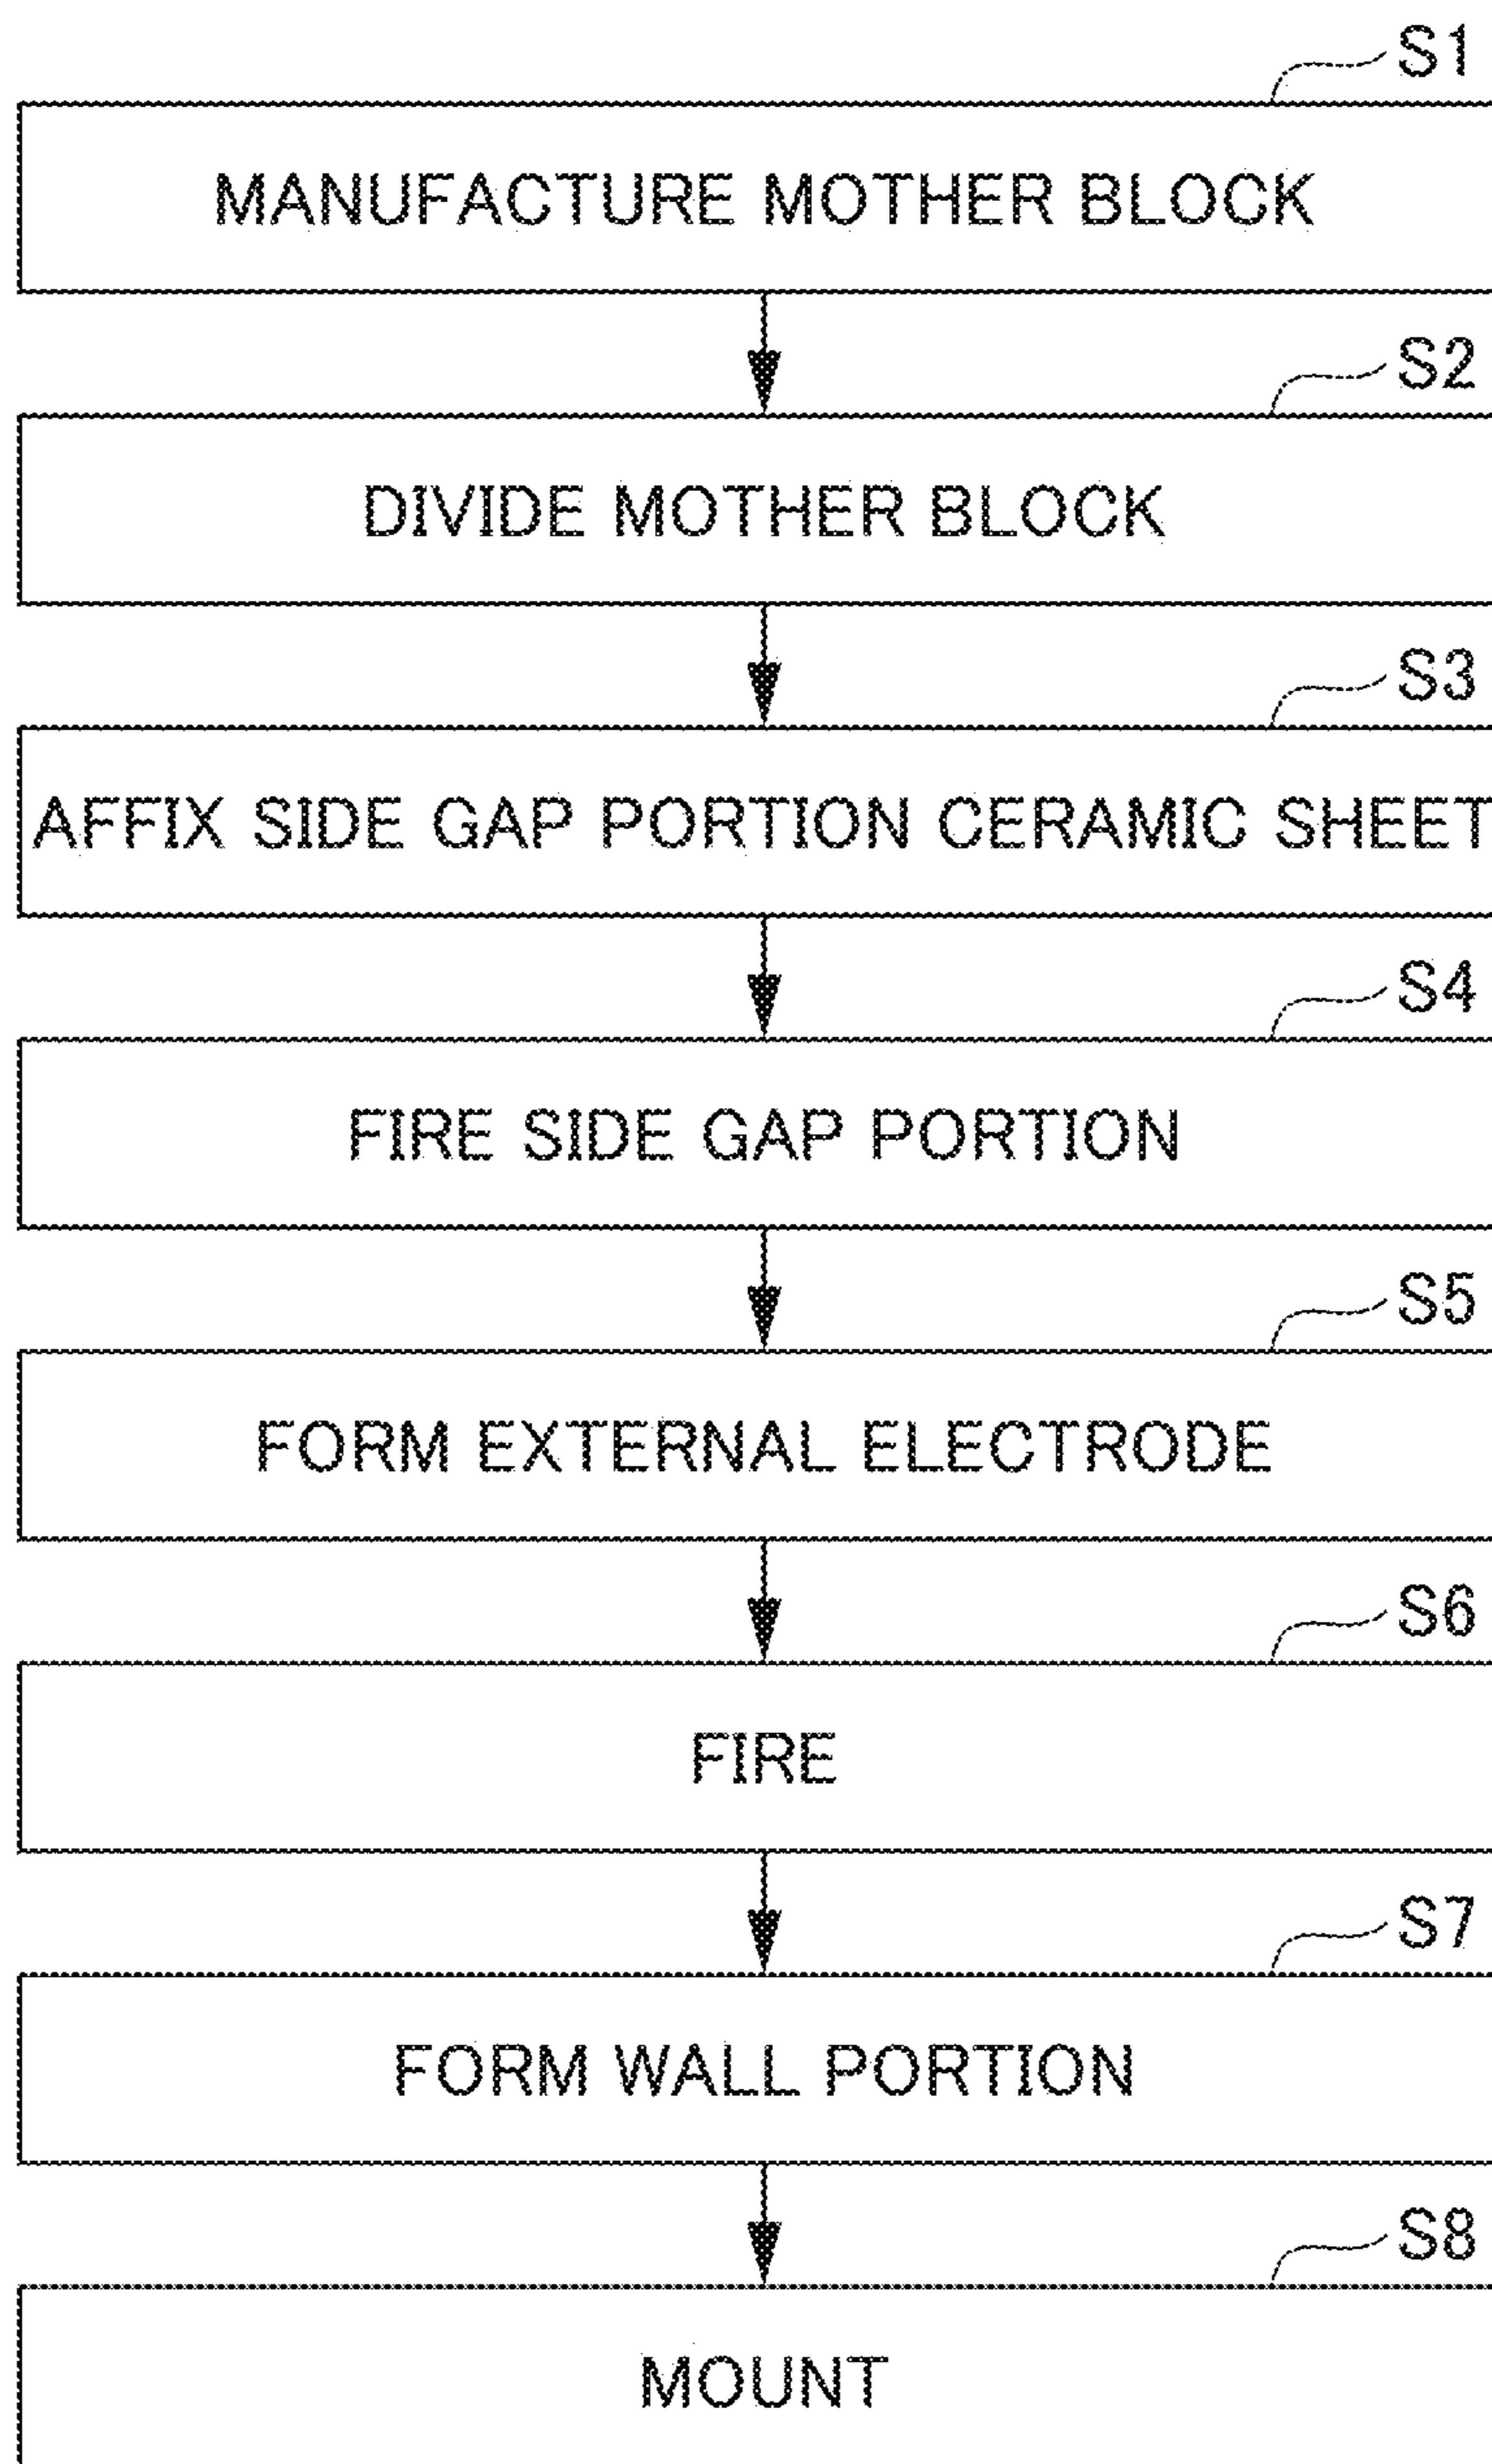 S1
MANUFACTURE MOTHER BLOCK
S2
DIVIDE MOTHER BLOCK
S3
AFFIX SIDE GAP PORTION CERAMIC SHEET
S4
FIRE SIDE GAP PORTION
S5
FORM EXTERNAL ELECTRODE
S6
FIRE
S7
FORM WALL PORTION
S8
MOUNT